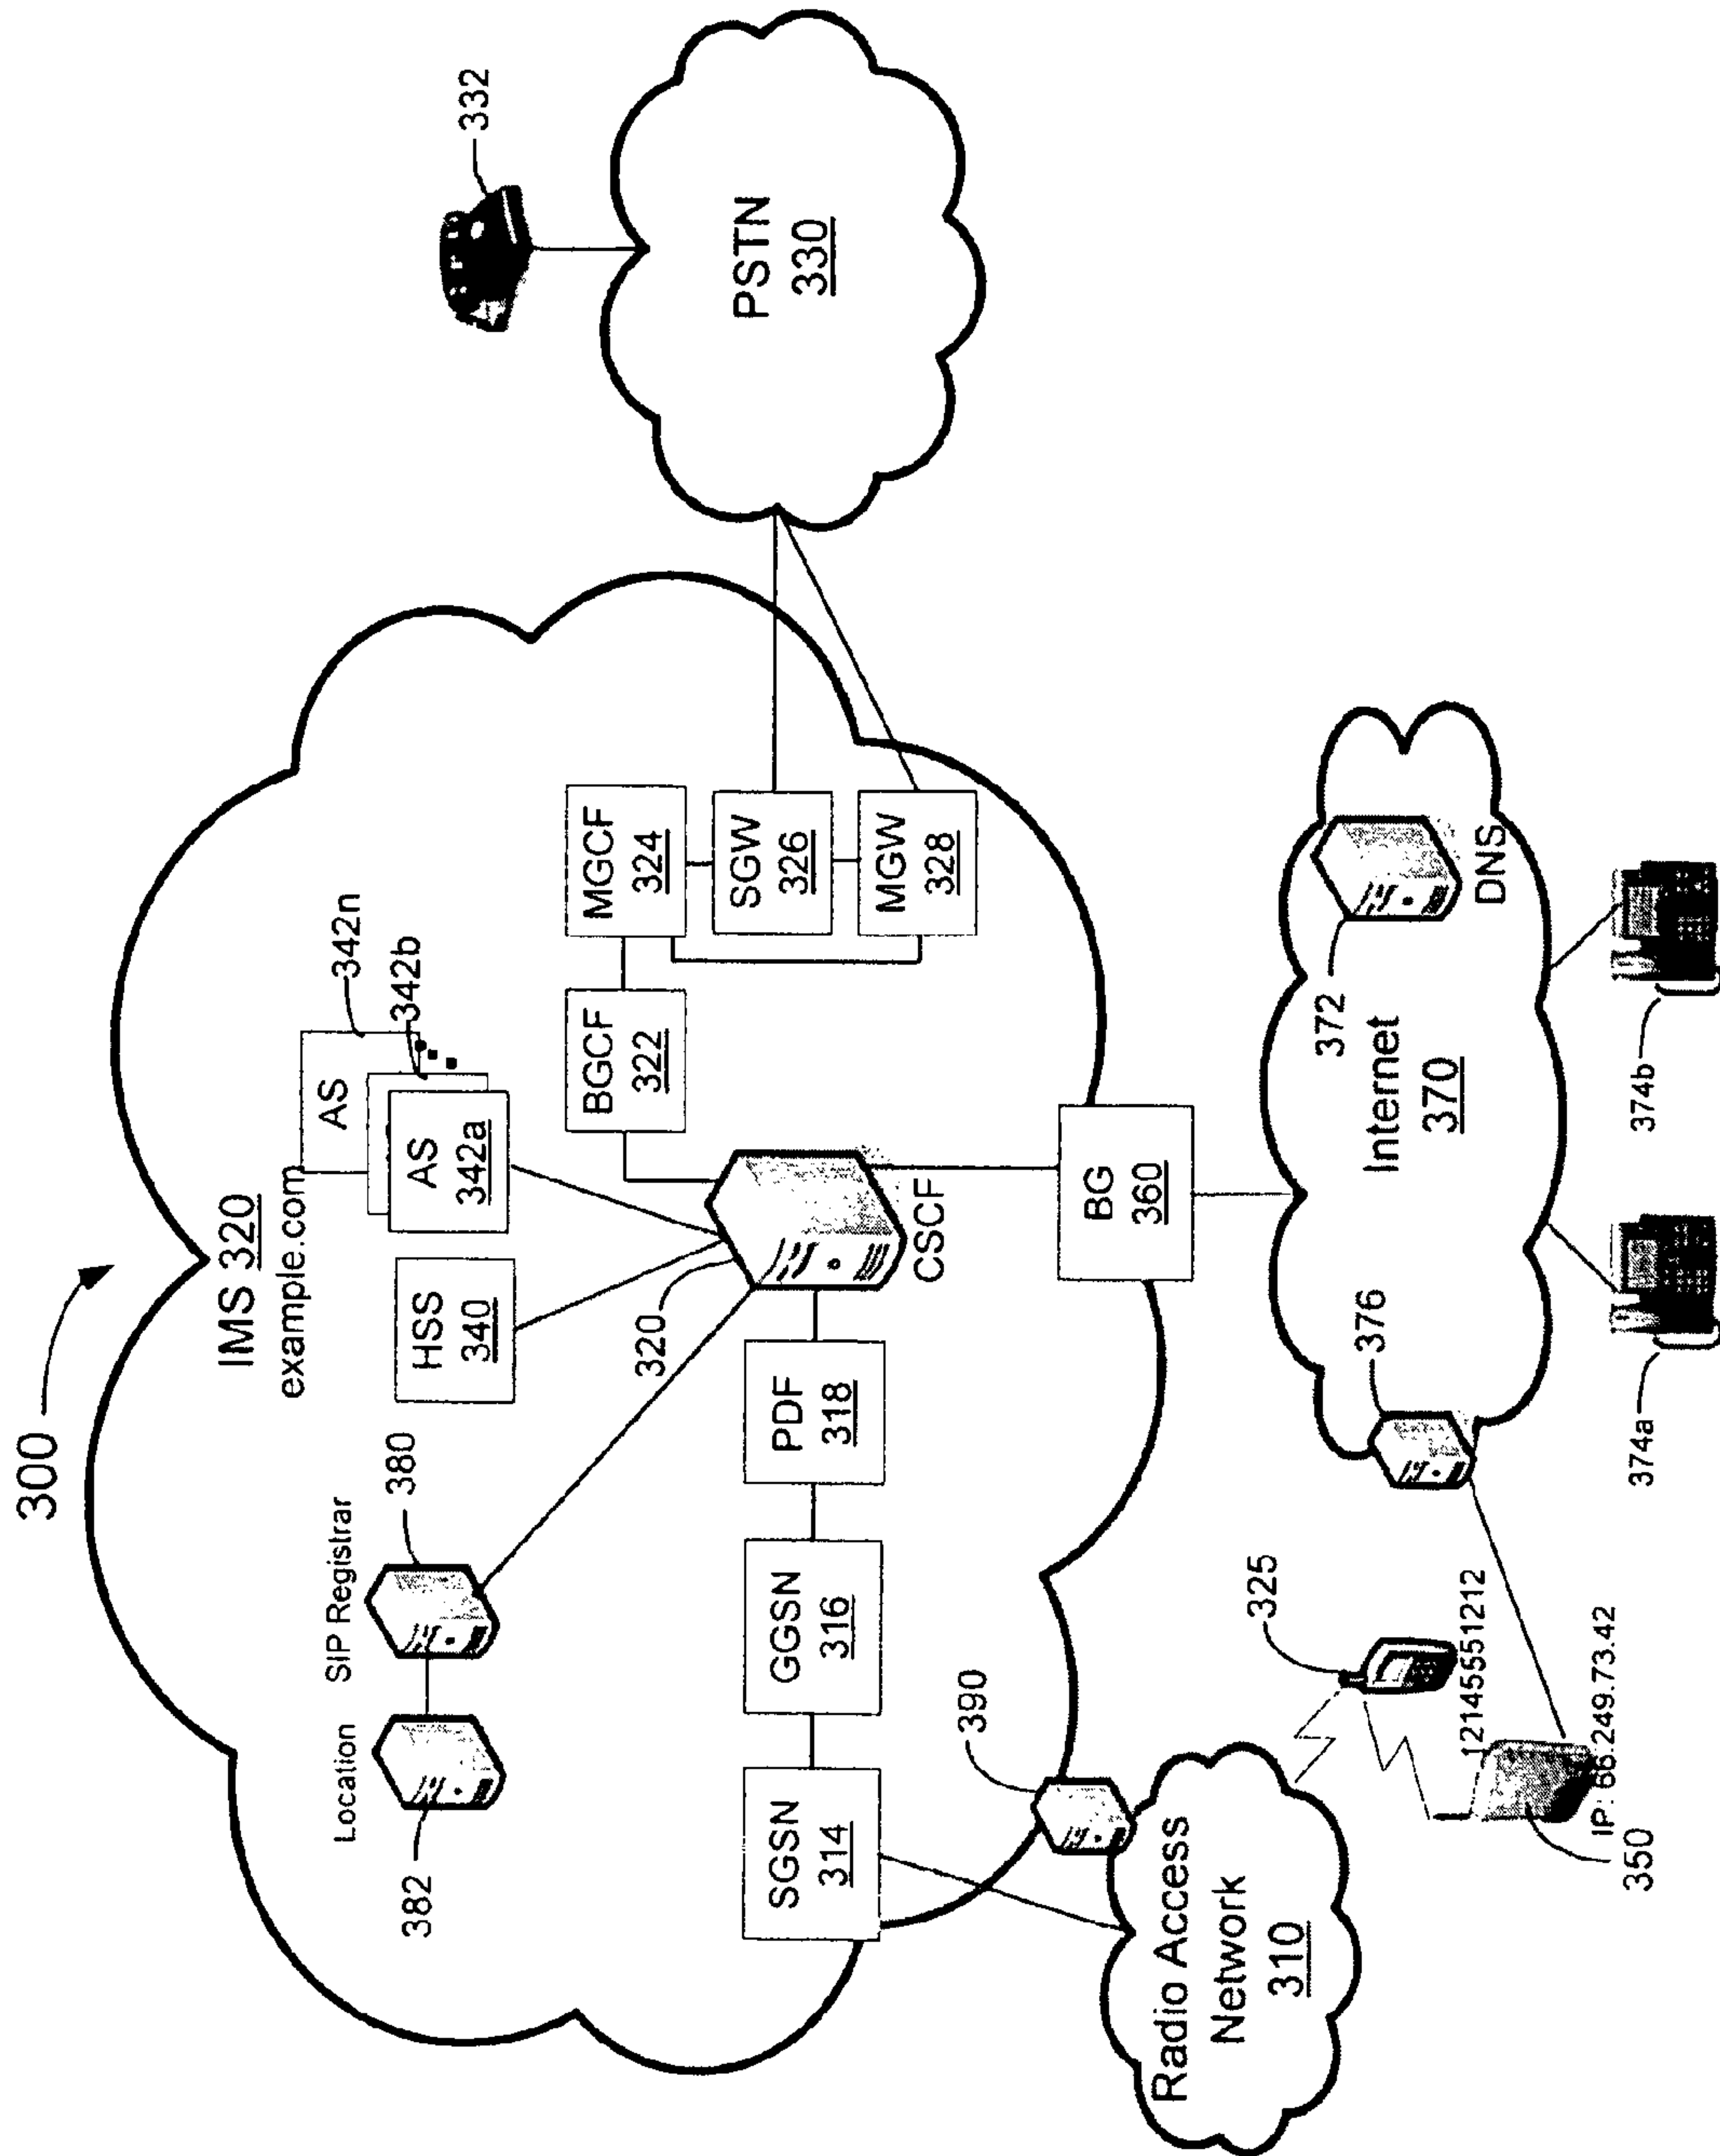 300
IMS 320
example.com
Location
SIP Registrar
382
380
HSS
340
AS
342a
AS
342n
342b
320
CSCF
SGSN
314
GGSN
316
PDF
318
BGCF
322
MGCF
324
SGW
326
MGW
328
332
PSTN
330
390
BG
360
Radio Access
Network
310
325
12145551212
IP: 66.249.73.42
350
376
Internet
370
372
DNS
374a
374b